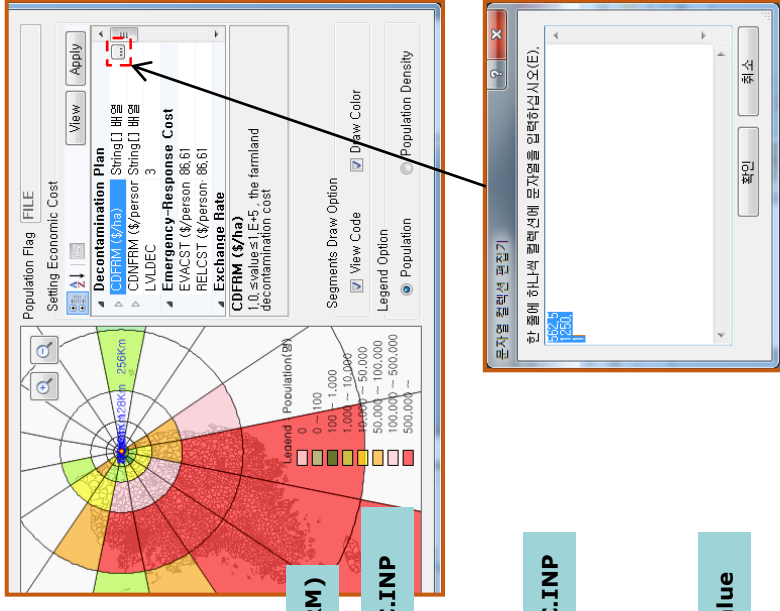 Population Flag FILE
Setting Economic Cost
View Apply
Decontamination Plan
CDFRM ($/ha) String[] 배열
CDNFRM ($/persor String[] 배열
LVLDEC 3
Emergency-Response Cost
EVACST ($/person 86,61
RELCST ($/person- 86,61
Exchange Rate
CDFRM ($/ha)
1,0, ≤value≤1,E+5 , the farmland
decontamination cost
Segments Draw Option
View Code Draw Color
Legend Option
Population Population Density
128Km 256Km
Legend : Population(명)
0
0 ~ 100
100 ~ 1,000
1,000 ~ 10,000
10,000 ~ 50,000
50,000 ~ 100,000
100,000 ~ 500,000
500,000 ~
문자열 컬렉션 편집기
한 줄에 하나씩 컬렉션에 문자열을 입력하십시오(E).
562,5
1250,
1
확인 취소
RM)
.INP
.INP
lue